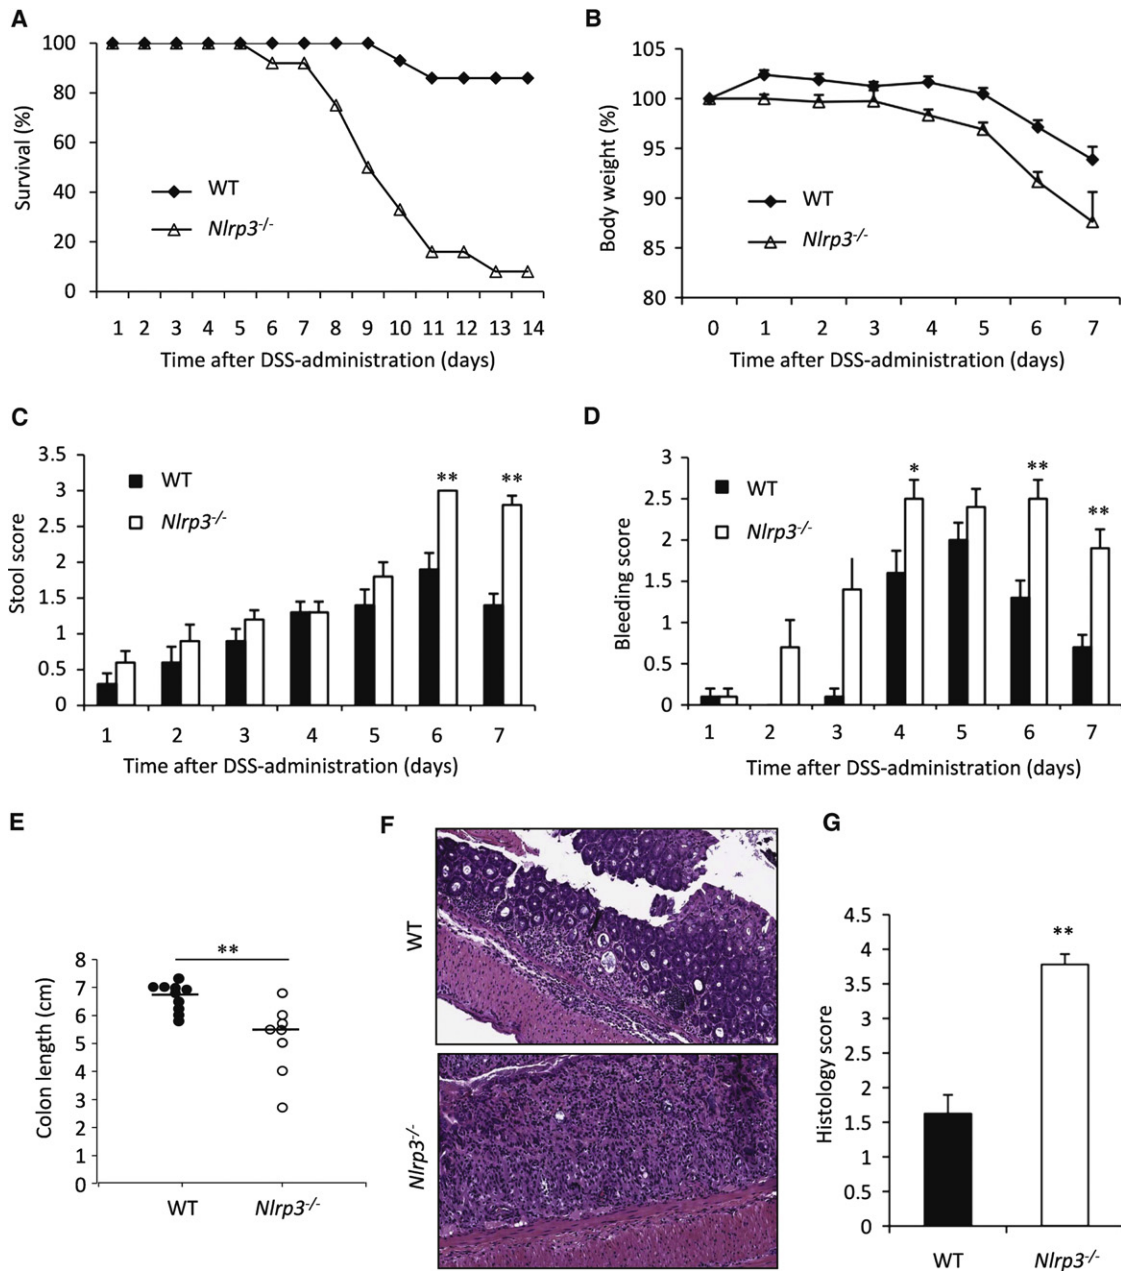 A
100
80
60
40
20
0
Survival (%)
WT
Nlrp3-/-
1 2 3 4 5 6 7 8 9 10 11 12 13 14
Time after DSS-administration (days)
B
105
100
95
90
85
80
Body weight (%)
WT
Nlrp3-/-
0 1 2 3 4 5 6 7
Time after DSS-administration (days)
C
3.5
3
2.5
2
1.5
1
0.5
0
Stool score
WT
Nlrp3-/-
** **
1 2 3 4 5 6 7
Time after DSS-administration (days)
D
3
2.5
2
1.5
1
0.5
0
Bleeding score
WT
Nlrp3-/-
* ** **
1 2 3 4 5 6 7
Time after DSS-administration (days)
E
8
7
6
5
4
3
2
1
0
Colon length (cm)
**
WT Nlrp3-/-
F
WT
Nlrp3-/-
G
4.5
4
3.5
3
2.5
2
1.5
1
0.5
0
Histology score
**
WT Nlrp3-/-